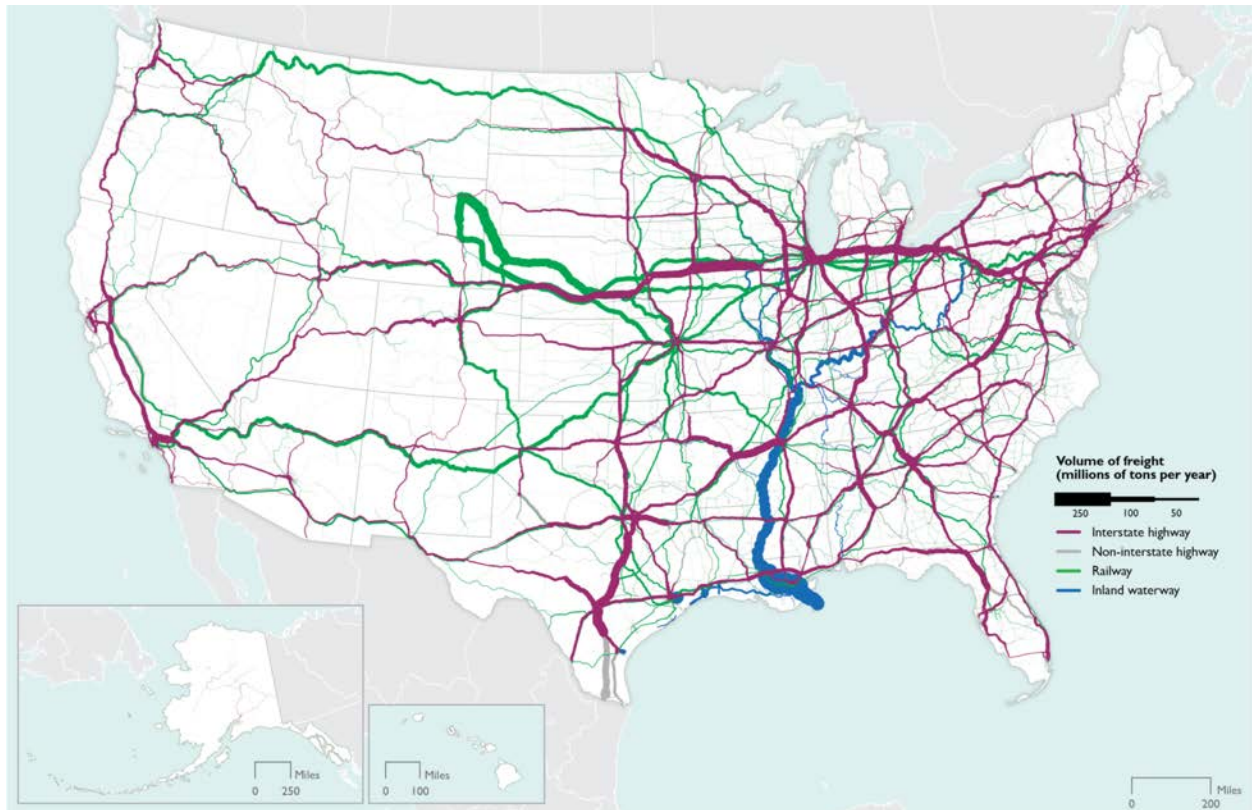 Volume of freight
(millions of tons per year)
250 100 50
Interstate highway
Non-interstate highway
Railway
Inland waterway
Miles
0 250
Miles
0 100
Miles
0 200